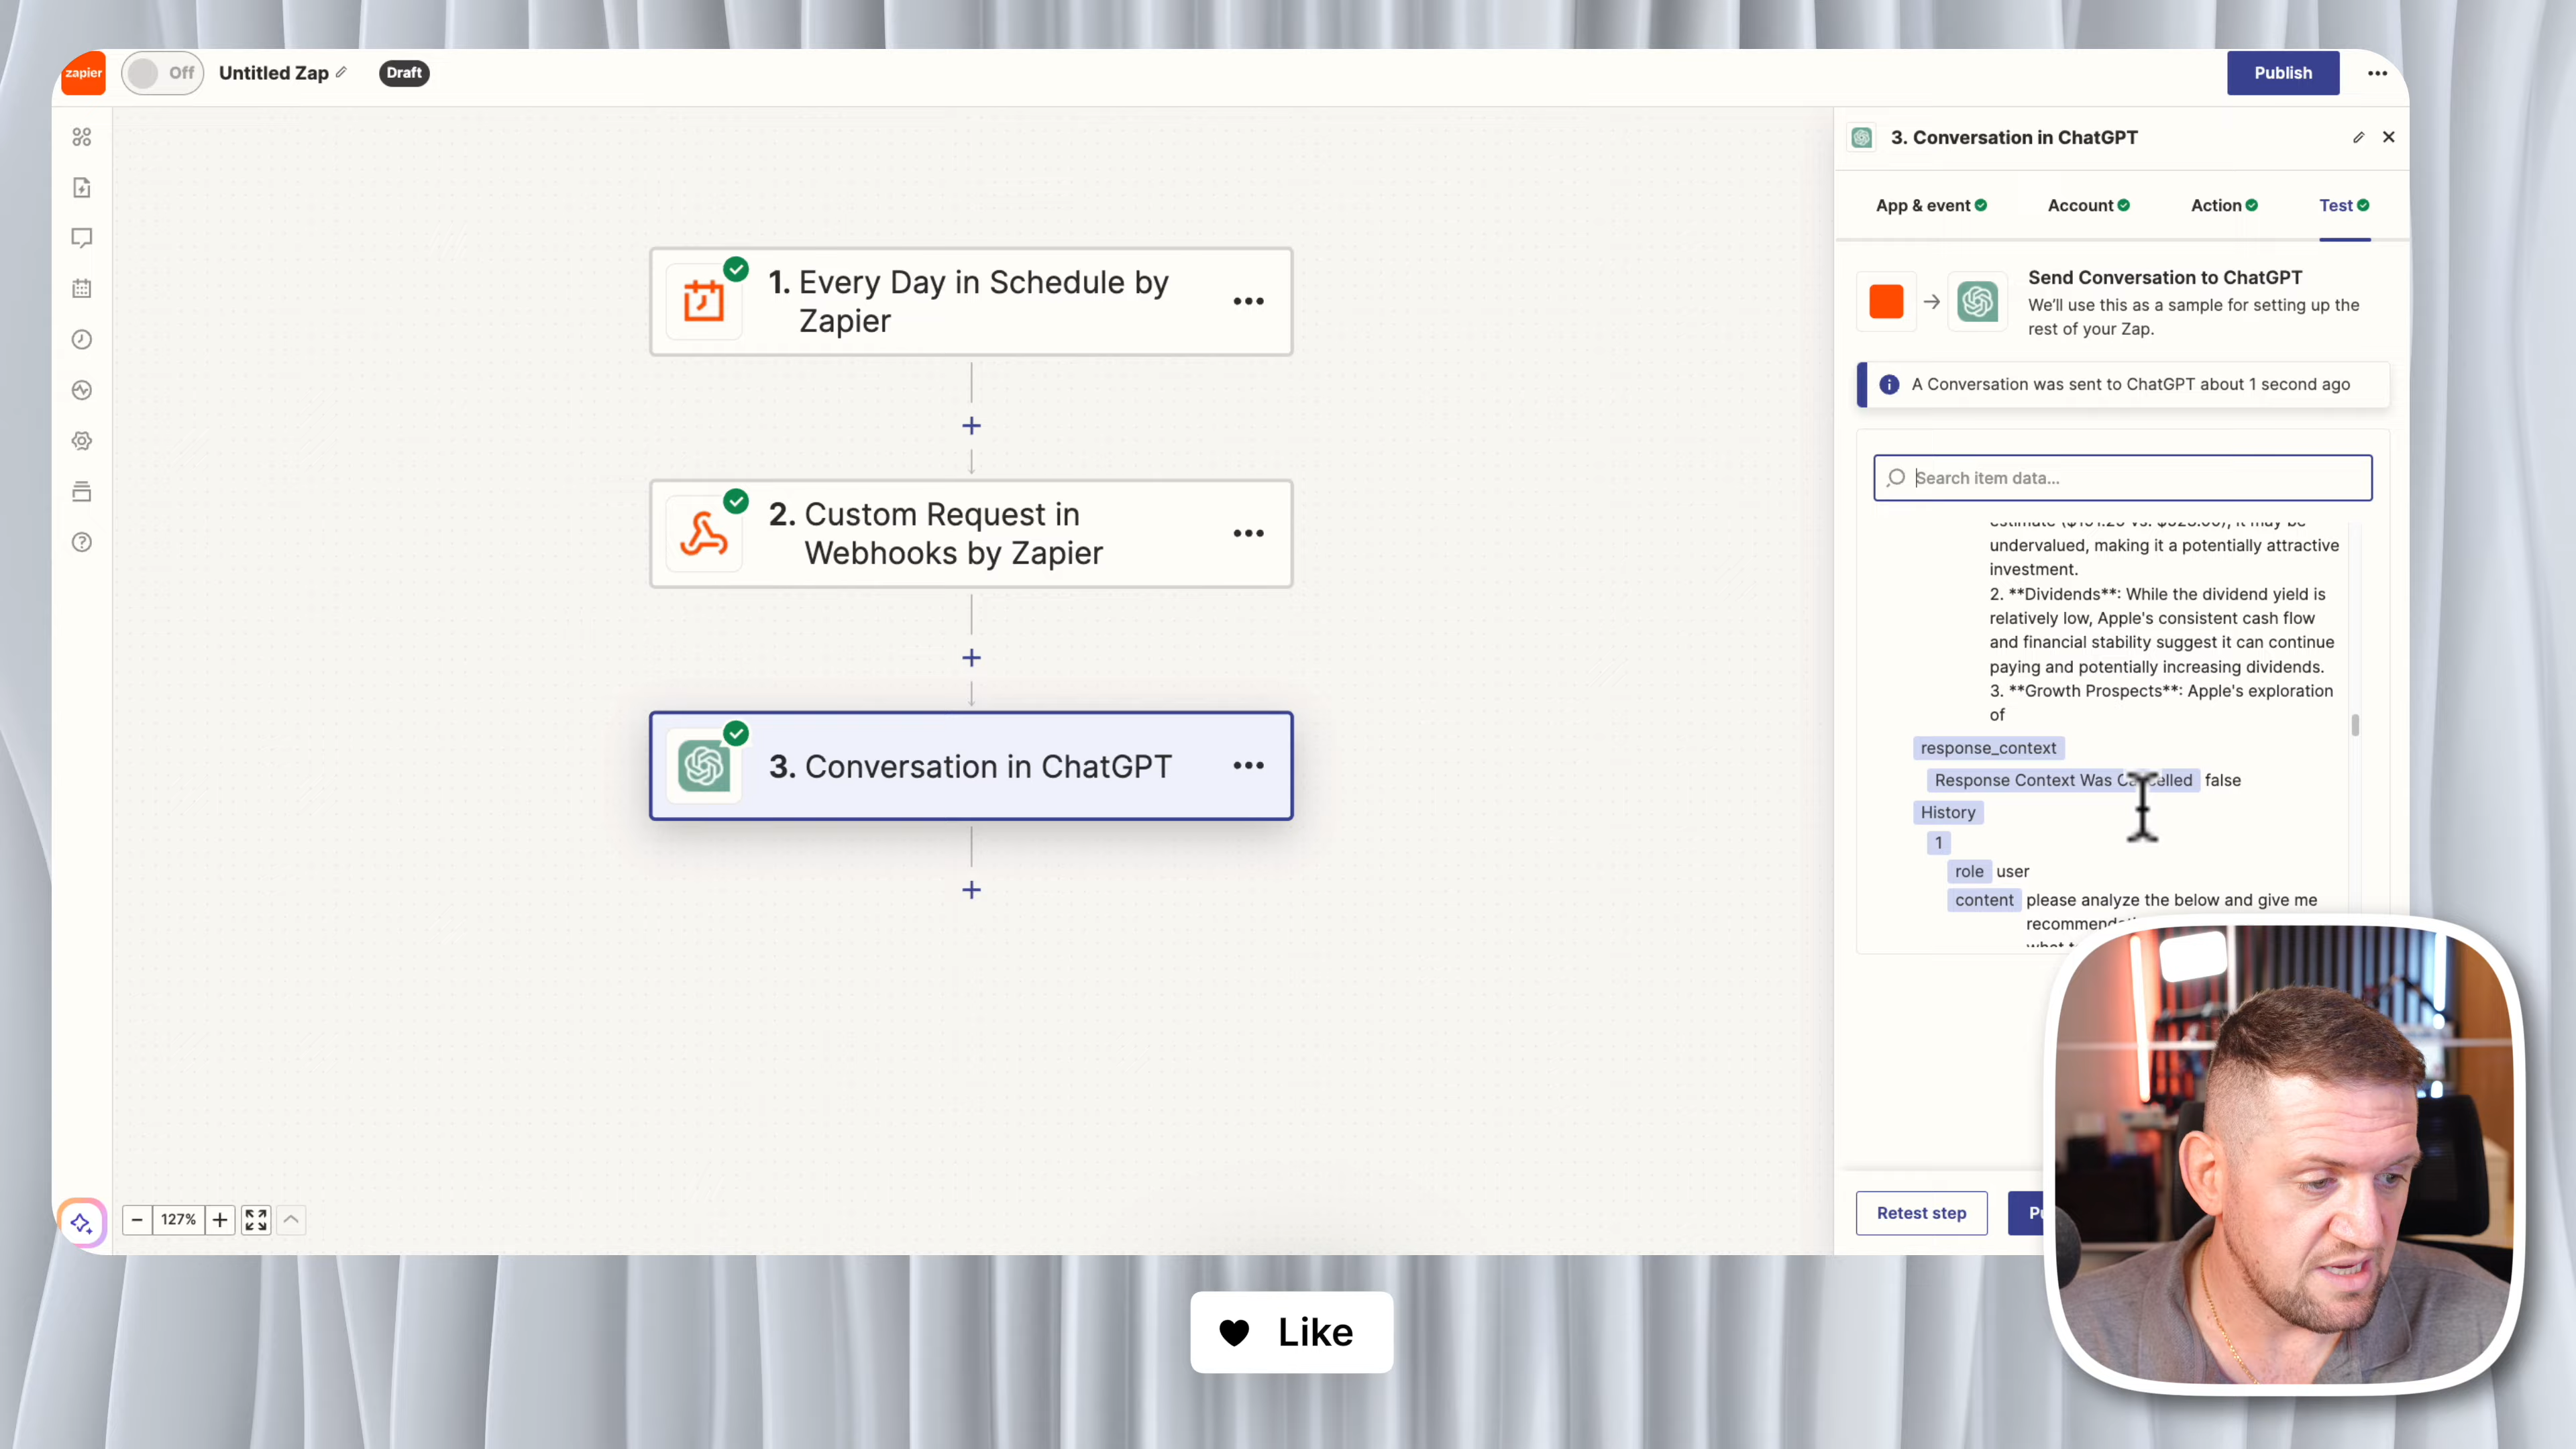 zapier
Off
Untitled Zap
Draft
Publish
3. Conversation in ChatGPT
App & event
Account
Action
Test
Send Conversation to ChatGPT
We'll use this as a sample for setting up the
rest of your Zap.
A Conversation was sent to ChatGPT about 1 second ago
Search item data...
undervalued, making it a potentially attractive
investment.
2. **Dividends**: While the dividend yield is
relatively low, Apple's consistent cash flow
and financial stability suggest it can continue
paying and potentially increasing dividends.
3. **Growth Prospects**: Apple's exploration
of
response_context
Response Context Was Cancelled false
History
1
role user
content please analyze the below and give me
1. Every Day in Schedule by
Zapier
2. Custom Request in
Webhooks by Zapier
3. Conversation in ChatGPT
127%
Retest step
Like